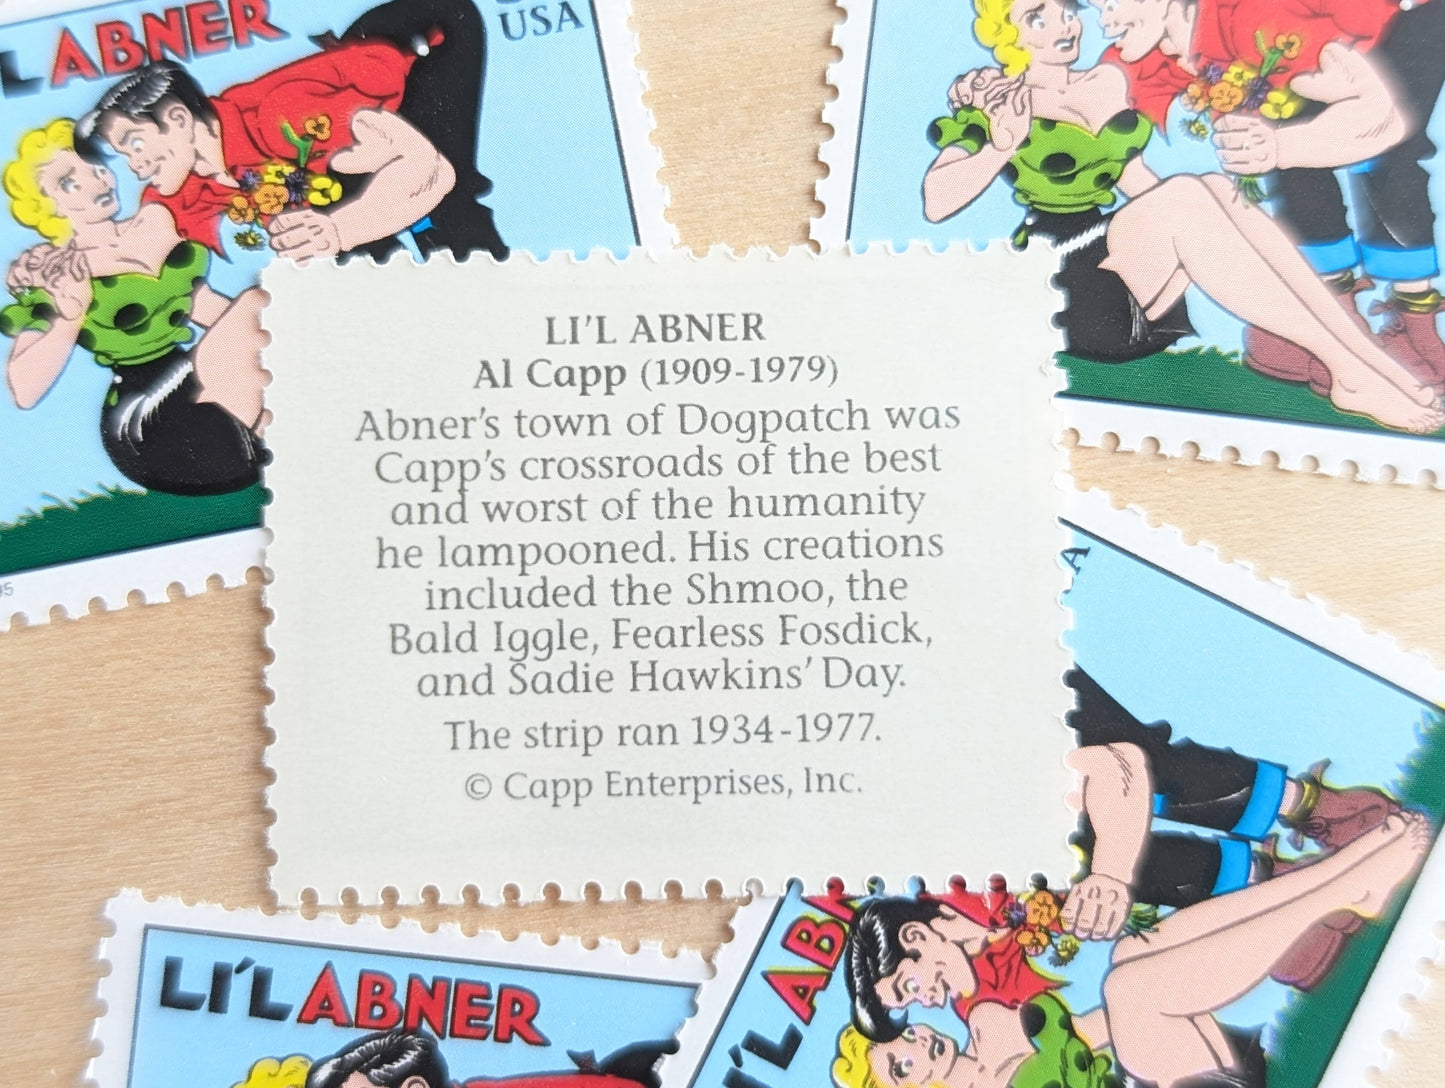 LI'L ABNER
USA
LI'L ABNER
Al Capp (1909-1979)
Abner's town of Dogpatch was
Capp's crossroads of the best
and worst of the humanity
he lampooned. His creations
included the Shmoo, the
Bald Iggle, Fearless Fosdick,
and Sadie Hawkins' Day.
The strip ran 1934-1977.
© Capp Enterprises, Inc.
LI'L ABNER